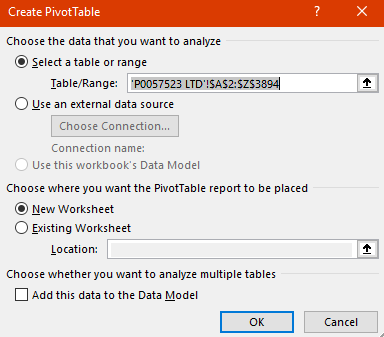 Create PivotTable
Choose the data that you want to analyze
Select a table or range
Table/Range: 'P0057523 LTD'!$A$2:$Z$3894
Use an external data source
Choose Connection...
Connection name:
Use this workbook's Data Model
Choose where you want the PivotTable report to be placed
New Worksheet
Existing Worksheet
Location:
Choose whether you want to analyze multiple tables
Add this data to the Data Model
OK Cancel